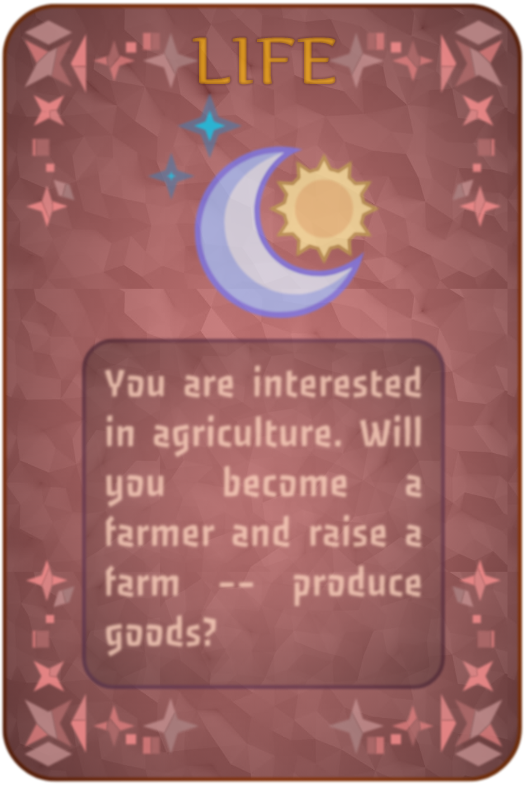 LIFE
You are interested
in agriculture. Will
you become a
farmer and raise a
farm -- produce
goods?